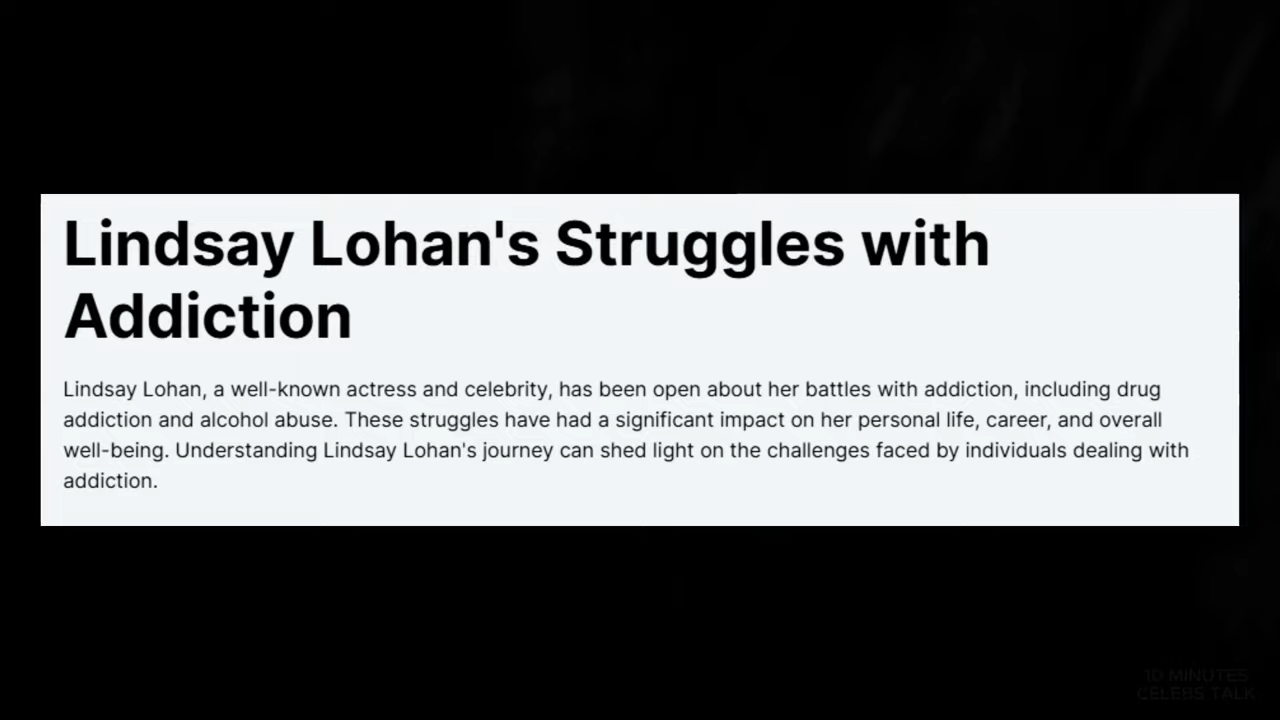 Lindsay Lohan's Struggles with
Addiction
Lindsay Lohan, a well-known actress and celebrity, has been open about her battles with addiction, including drug
addiction and alcohol abuse. These struggles have had a significant impact on her personal life, career, and overall
well-being. Understanding Lindsay Lohan's journey can shed light on the challenges faced by individuals dealing with
addiction.
10 MINUTES
CELEBS TALK